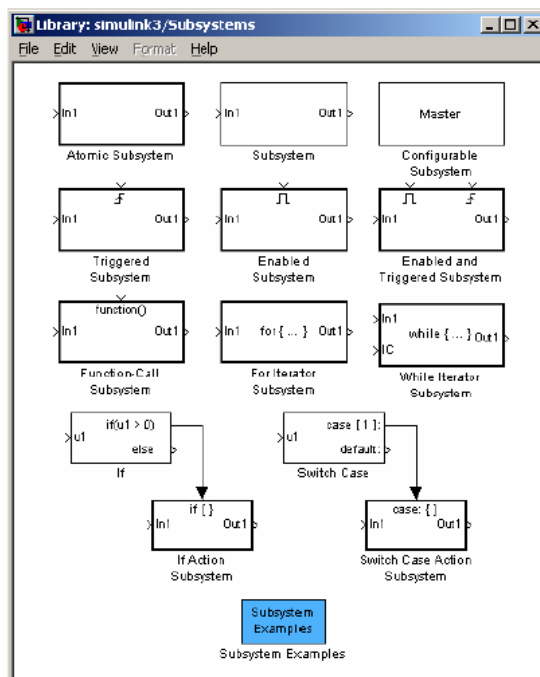 Library: simulink3/Subsystems
File Edit View Format Help
In1 Out1
Atomic Subsystem
In1 Out1
Subsystem
Master
Configurable
Subsystem
In1 Out1
Triggered
Subsystem
In1 Out1
Enabled
Subsystem
In1 Out1
Enabled and
Triggered Subsystem
function()
In1 Out1
Function-Call
Subsystem
In1 for { ... } Out1
For Iterator
Subsystem
In1
IC
while { ... } Out1
While Iterator
Subsystem
u1
if(u1 > 0)
else
If
u1
case [ 1 ]:
default:
Switch Case
if { }
In1 Out1
If Action
Subsystem
case: { }
In1 Out1
Switch Case Action
Subsystem
Subsystem
Examples
Subsystem Examples